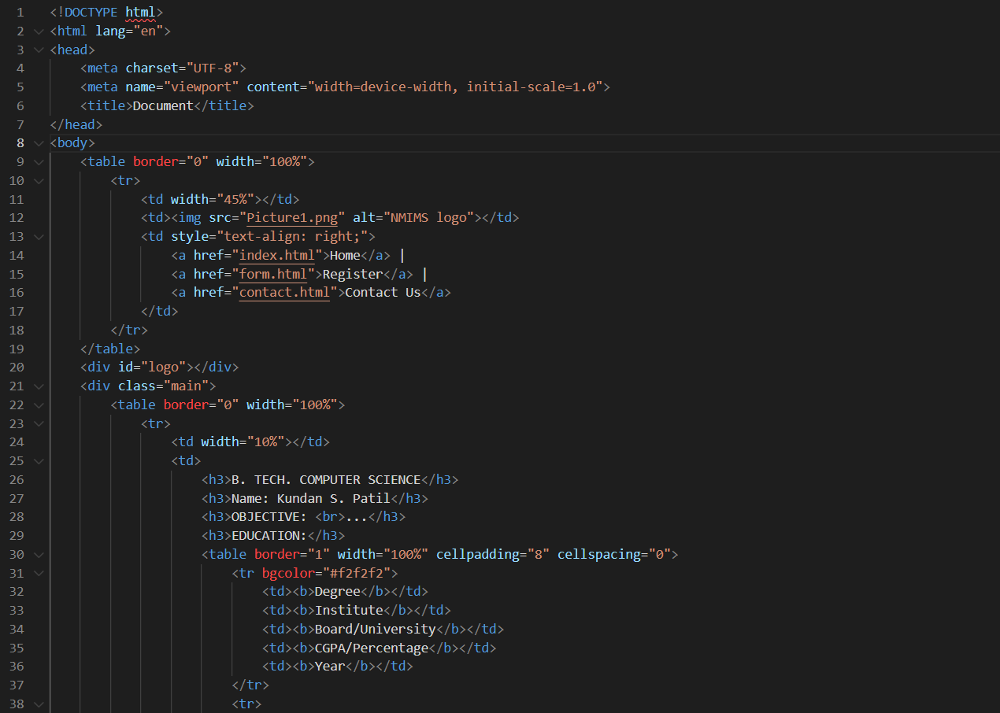 1 <!DOCTYPE html>
2 <html lang="en">
3 <head>
4     <meta charset="UTF-8">
5     <meta name="viewport" content="width=device-width, initial-scale=1.0">
6     <title>Document</title>
7 </head>
8 <body>
9     <table border="0" width="100%">
10         <tr>
11             <td width="45%"></td>
12             <td><img src="Picture1.png" alt="NMIMS logo"></td>
13             <td style="text-align: right;">
14                 <a href="index.html">Home</a> |
15                 <a href="form.html">Register</a> |
16                 <a href="contact.html">Contact Us</a>
17             </td>
18         </tr>
19     </table>
20     <div id="logo"></div>
21     <div class="main">
22         <table border="0" width="100%">
23             <tr>
24                 <td width="10%"></td>
25                 <td>
26                     <h3>B. TECH. COMPUTER SCIENCE</h3>
27                     <h3>Name: Kundan S. Patil</h3>
28                     <h3>OBJECTIVE: <br>...</h3>
29                     <h3>EDUCATION:</h3>
30                     <table border="1" width="100%" cellpadding="8" cellspacing="0">
31                         <tr bgcolor="#f2f2f2">
32                             <td><b>Degree</b></td>
33                             <td><b>Institute</b></td>
34                             <td><b>Board/University</b></td>
35                             <td><b>CGPA/Percentage</b></td>
36                             <td><b>Year</b></td>
37                         </tr>
38                         <tr>